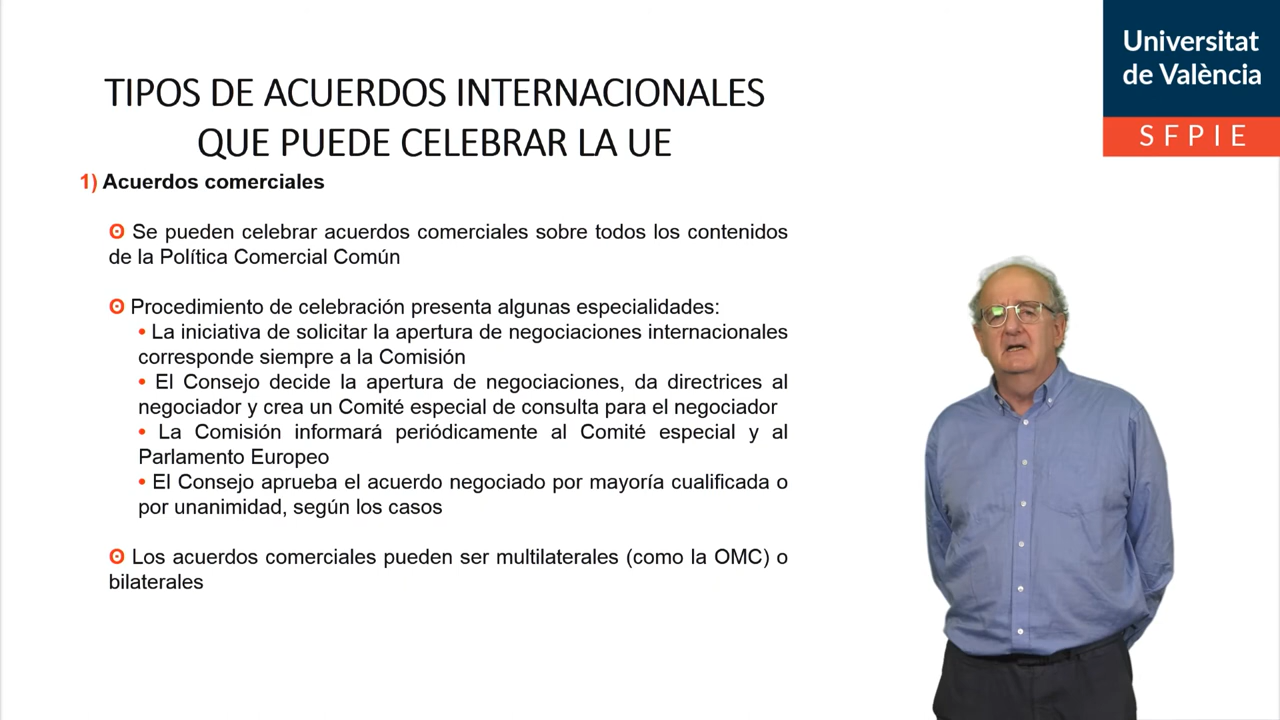 Universitat
de València
SFPIE
TIPOS DE ACUERDOS INTERNACIONALES
QUE PUEDE CELEBRAR LA UE
1) Acuerdos comerciales
ʘ Se pueden celebrar acuerdos comerciales sobre todos los contenidos
de la Política Comercial Común
ʘ Procedimiento de celebración presenta algunas especialidades:
• La iniciativa de solicitar la apertura de negociaciones internacionales
corresponde siempre a la Comisión
• El Consejo decide la apertura de negociaciones, da directrices al
negociador y crea un Comité especial de consulta para el negociador
• La Comisión informará periódicamente al Comité especial y al
Parlamento Europeo
• El Consejo aprueba el acuerdo negociado por mayoría cualificada o
por unanimidad, según los casos
ʘ Los acuerdos comerciales pueden ser multilaterales (como la OMC) o
bilaterales